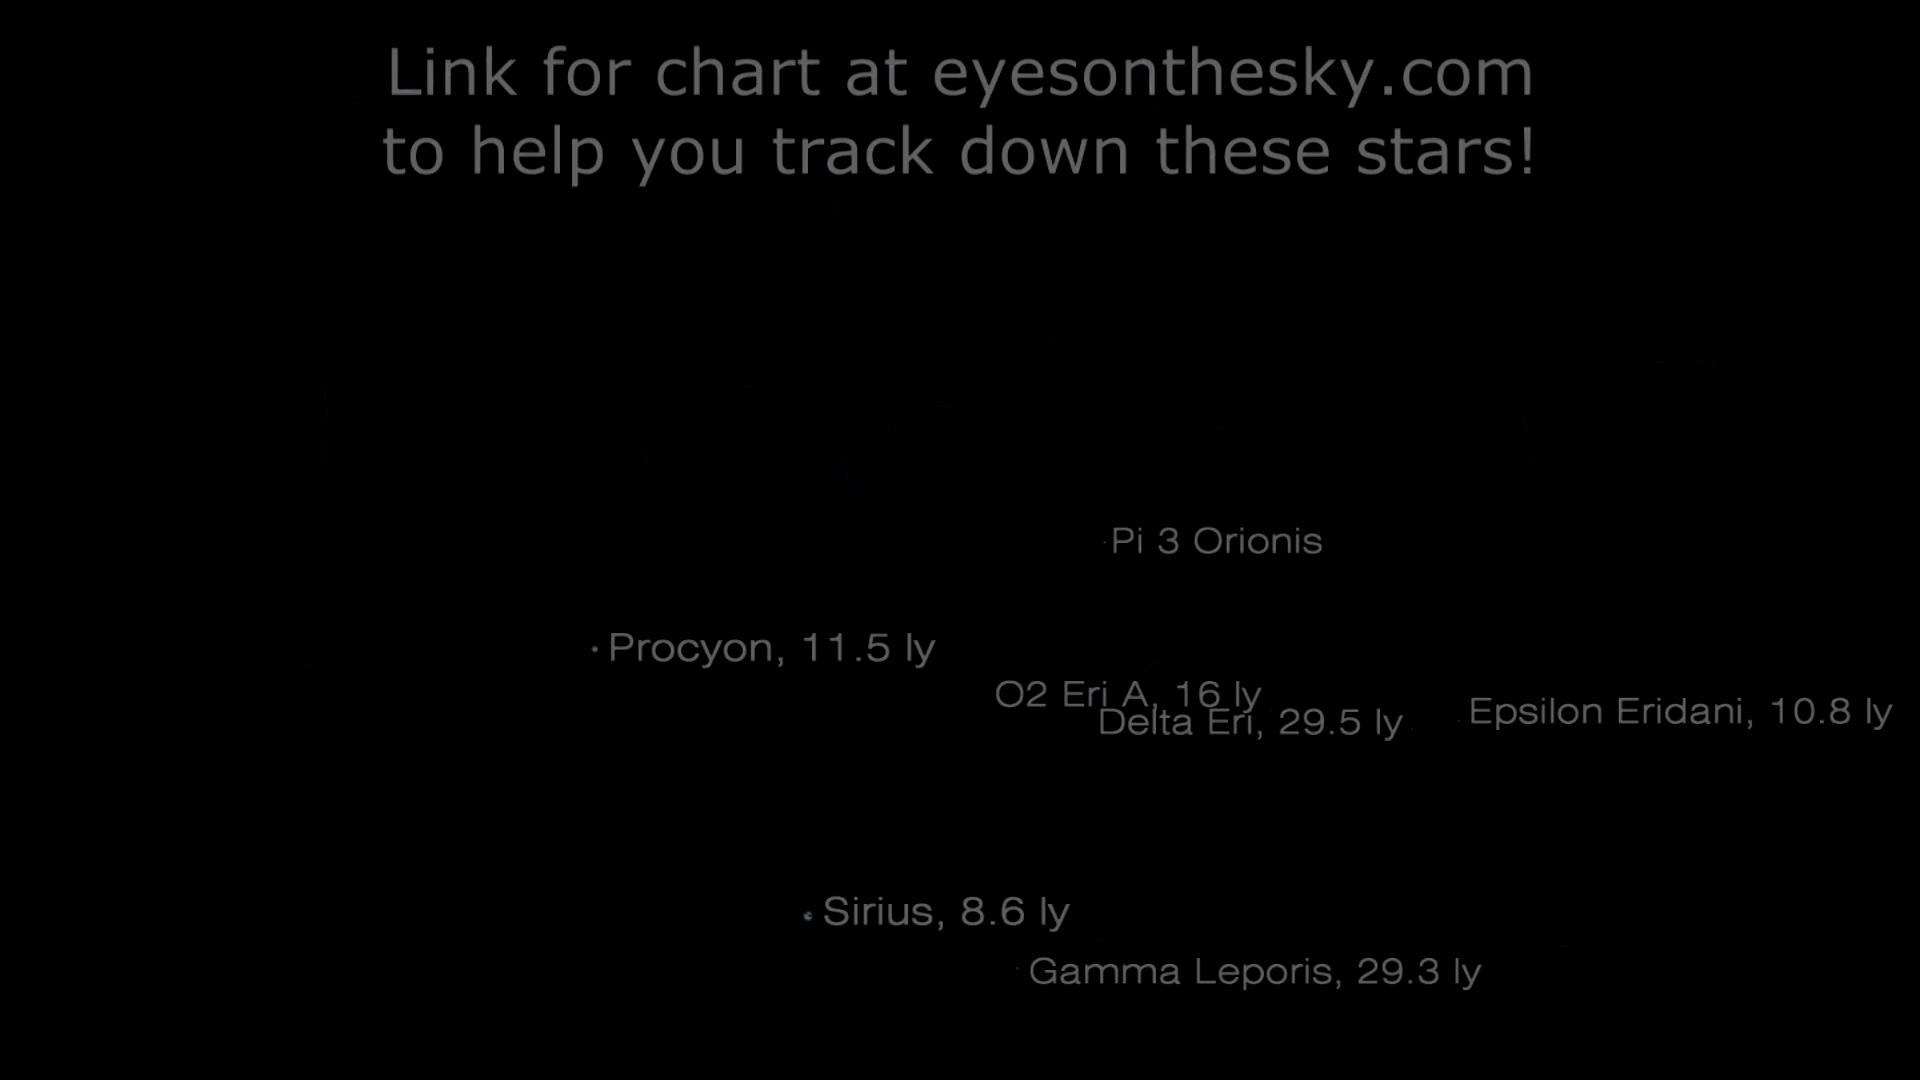 Link for chart at eyesonthesky.com
to help you track down these stars!
Pi 3 Orionis
Procyon, 11.5 ly
O2 Eri A, 16 ly
Delta Eri, 29.5 ly
Epsilon Eridani, 10.8 ly
Sirius, 8.6 ly
Gamma Leporis, 29.3 ly